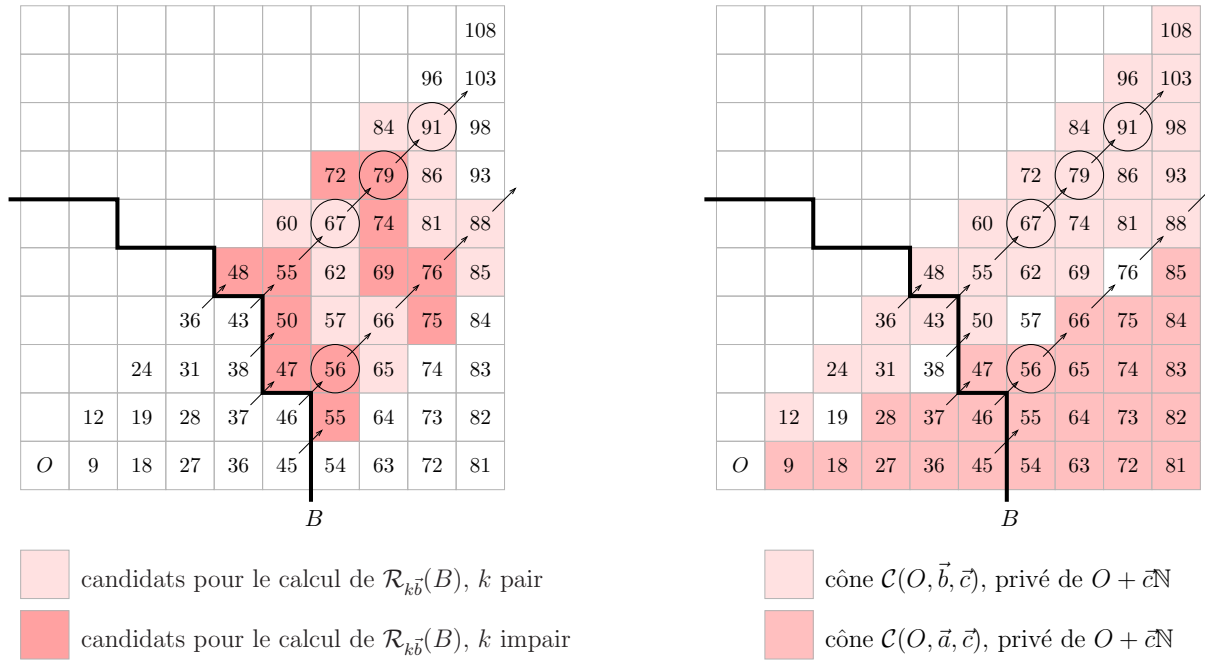 108
96 103
84 91 98
72 79 86 93
60 67 74 81 88
48 55 62 69 76 85
36 43 50 57 66 75 84
24 31 38 47 56 65 74 83
12 19 28 37 46 55 64 73 82
O 9 18 27 36 45 54 63 72 81
B
candidats pour le calcul de $\mathcal{R}_{k\vec{b}}(B)$, $k$ pair
candidats pour le calcul de $\mathcal{R}_{k\vec{b}}(B)$, $k$ impair
108
96 103
84 91 98
72 79 86 93
60 67 74 81 88
48 55 62 69 76 85
36 43 50 57 66 75 84
24 31 38 47 56 65 74 83
12 19 28 37 46 55 64 73 82
O 9 18 27 36 45 54 63 72 81
B
cône $\mathcal{C}(O, \vec{b}, \vec{c})$, privé de $O + \vec{c}\mathbb{N}$
cône $\mathcal{C}(O, \vec{a}, \vec{c})$, privé de $O + \vec{c}\mathbb{N}$